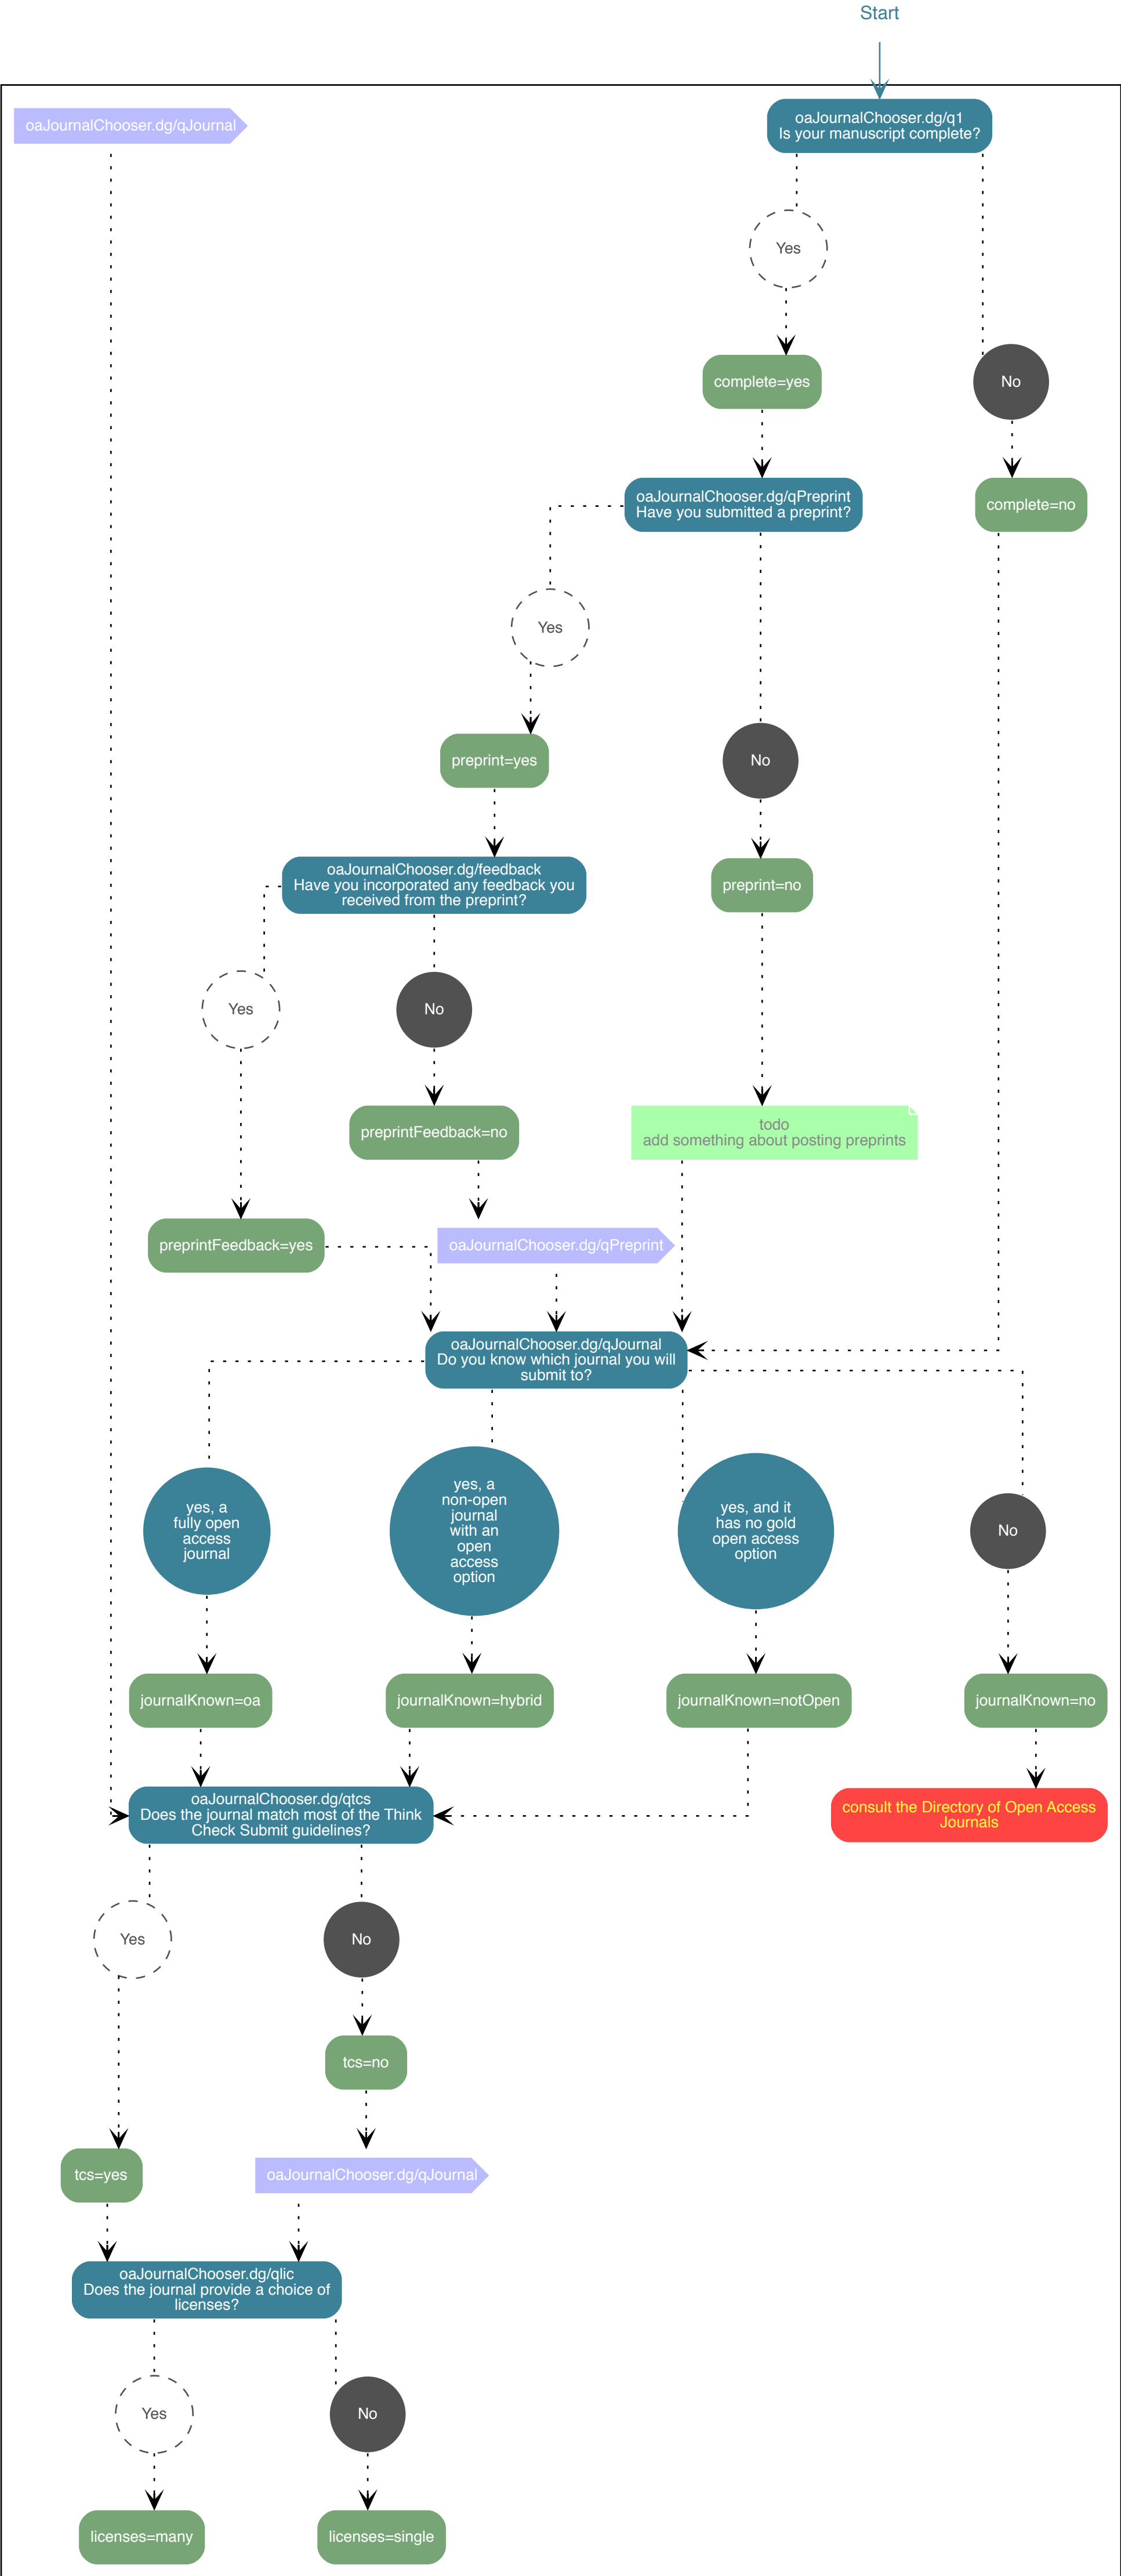 Start
oaJournalChooser.dg/qJournal
oaJournalChooser.dg/q1
Is your manuscript complete?
Yes
complete=yes
No
oaJournalChooser.dg/qPreprint
Have you submitted a preprint?
complete=no
Yes
preprint=yes
No
oaJournalChooser.dg/feedback
Have you incorporated any feedback you
received from the preprint?
preprint=no
Yes
No
preprintFeedback=no
todo
add something about posting preprints
preprintFeedback=yes
oaJournalChooser.dg/qPreprint
oaJournalChooser.dg/qJournal
Do you know which journal you will
submit to?
yes, a
fully open
access
journal
yes, a
non-open
journal
with an
open
access
option
yes, and it
has no gold
open access
option
No
journalKnown=oa
journalKnown=hybrid
journalKnown=notOpen
journalKnown=no
oaJournalChooser.dg/qtcs
Does the journal match most of the Think
Check Submit guidelines?
consult the Directory of Open Access
Journals
Yes
No
tcs=no
tcs=yes
oaJournalChooser.dg/qJournal
oaJournalChooser.dg/qlic
Does the journal provide a choice of
licenses?
Yes
No
licenses=many
licenses=single